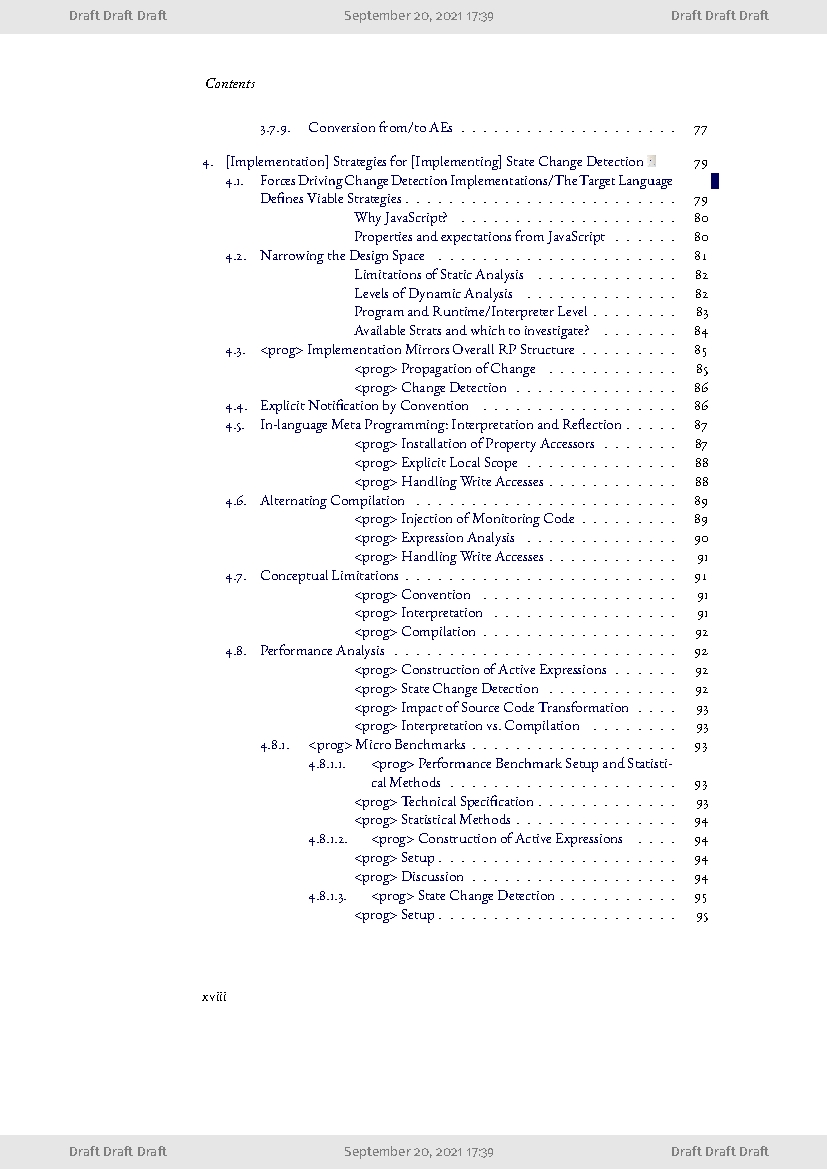 Draft Draft Draft September 20, 2021 17:39 Draft Draft Draft
Contents
3.7.9. Conversion from/to AEs . . . . . . . . . . . . . . . . . . . 77
4. [Implementation] Strategies for [Implementing] State Change Detection 79
4.1. Forces Driving Change Detection Implementations/The Target Language
Defines Viable Strategies . . . . . . . . . . . . . . . . . . . . . . . . 79
Why JavaScript? . . . . . . . . . . . . . . . . . . . 80
Properties and expectations from JavaScript . . . . . . 80
4.2. Narrowing the Design Space . . . . . . . . . . . . . . . . . . . . . 81
Limitations of Static Analysis . . . . . . . . . . . . 82
Levels of Dynamic Analysis . . . . . . . . . . . . . 82
Program and Runtime/Interpreter Level . . . . . . . . 83
Available Strats and which to investigate? . . . . . . . 84
4.3. <prog> Implementation Mirrors Overall RP Structure . . . . . . . . . 85
<prog> Propagation of Change . . . . . . . . . . . . 85
<prog> Change Detection . . . . . . . . . . . . . . 86
4.4. Explicit Notification by Convention . . . . . . . . . . . . . . . . . 86
4.5. In-language Meta Programming: Interpretation and Reflection . . . . . 87
<prog> Installation of Property Accessors . . . . . . . 87
<prog> Explicit Local Scope . . . . . . . . . . . . . 88
<prog> Handling Write Accesses . . . . . . . . . . . . 88
4.6. Alternating Compilation . . . . . . . . . . . . . . . . . . . . . . . 89
<prog> Injection of Monitoring Code . . . . . . . . . 89
<prog> Expression Analysis . . . . . . . . . . . . . 90
<prog> Handling Write Accesses . . . . . . . . . . . . 91
4.7. Conceptual Limitations . . . . . . . . . . . . . . . . . . . . . . . . 91
<prog> Convention . . . . . . . . . . . . . . . . . 91
<prog> Interpretation . . . . . . . . . . . . . . . . 91
<prog> Compilation . . . . . . . . . . . . . . . . . 92
4.8. Performance Analysis . . . . . . . . . . . . . . . . . . . . . . . . . 92
<prog> Construction of Active Expressions . . . . . . 92
<prog> State Change Detection . . . . . . . . . . . . 92
<prog> Impact of Source Code Transformation . . . . 93
<prog> Interpretation vs. Compilation . . . . . . . . 93
4.8.1. <prog> Micro Benchmarks . . . . . . . . . . . . . . . . . . 93
4.8.1.1. <prog> Performance Benchmark Setup and Statisti-
cal Methods . . . . . . . . . . . . . . . . . . . . 93
<prog> Technical Specification . . . . . . . . . . . . . 93
<prog> Statistical Methods . . . . . . . . . . . . . . 94
4.8.1.2. <prog> Construction of Active Expressions . . . . 94
<prog> Setup . . . . . . . . . . . . . . . . . . . . . 94
<prog> Discussion . . . . . . . . . . . . . . . . . . 94
4.8.1.3. <prog> State Change Detection . . . . . . . . . . . 95
<prog> Setup . . . . . . . . . . . . . . . . . . . . . 95
xviii
Draft Draft Draft September 20, 2021 17:39 Draft Draft Draft